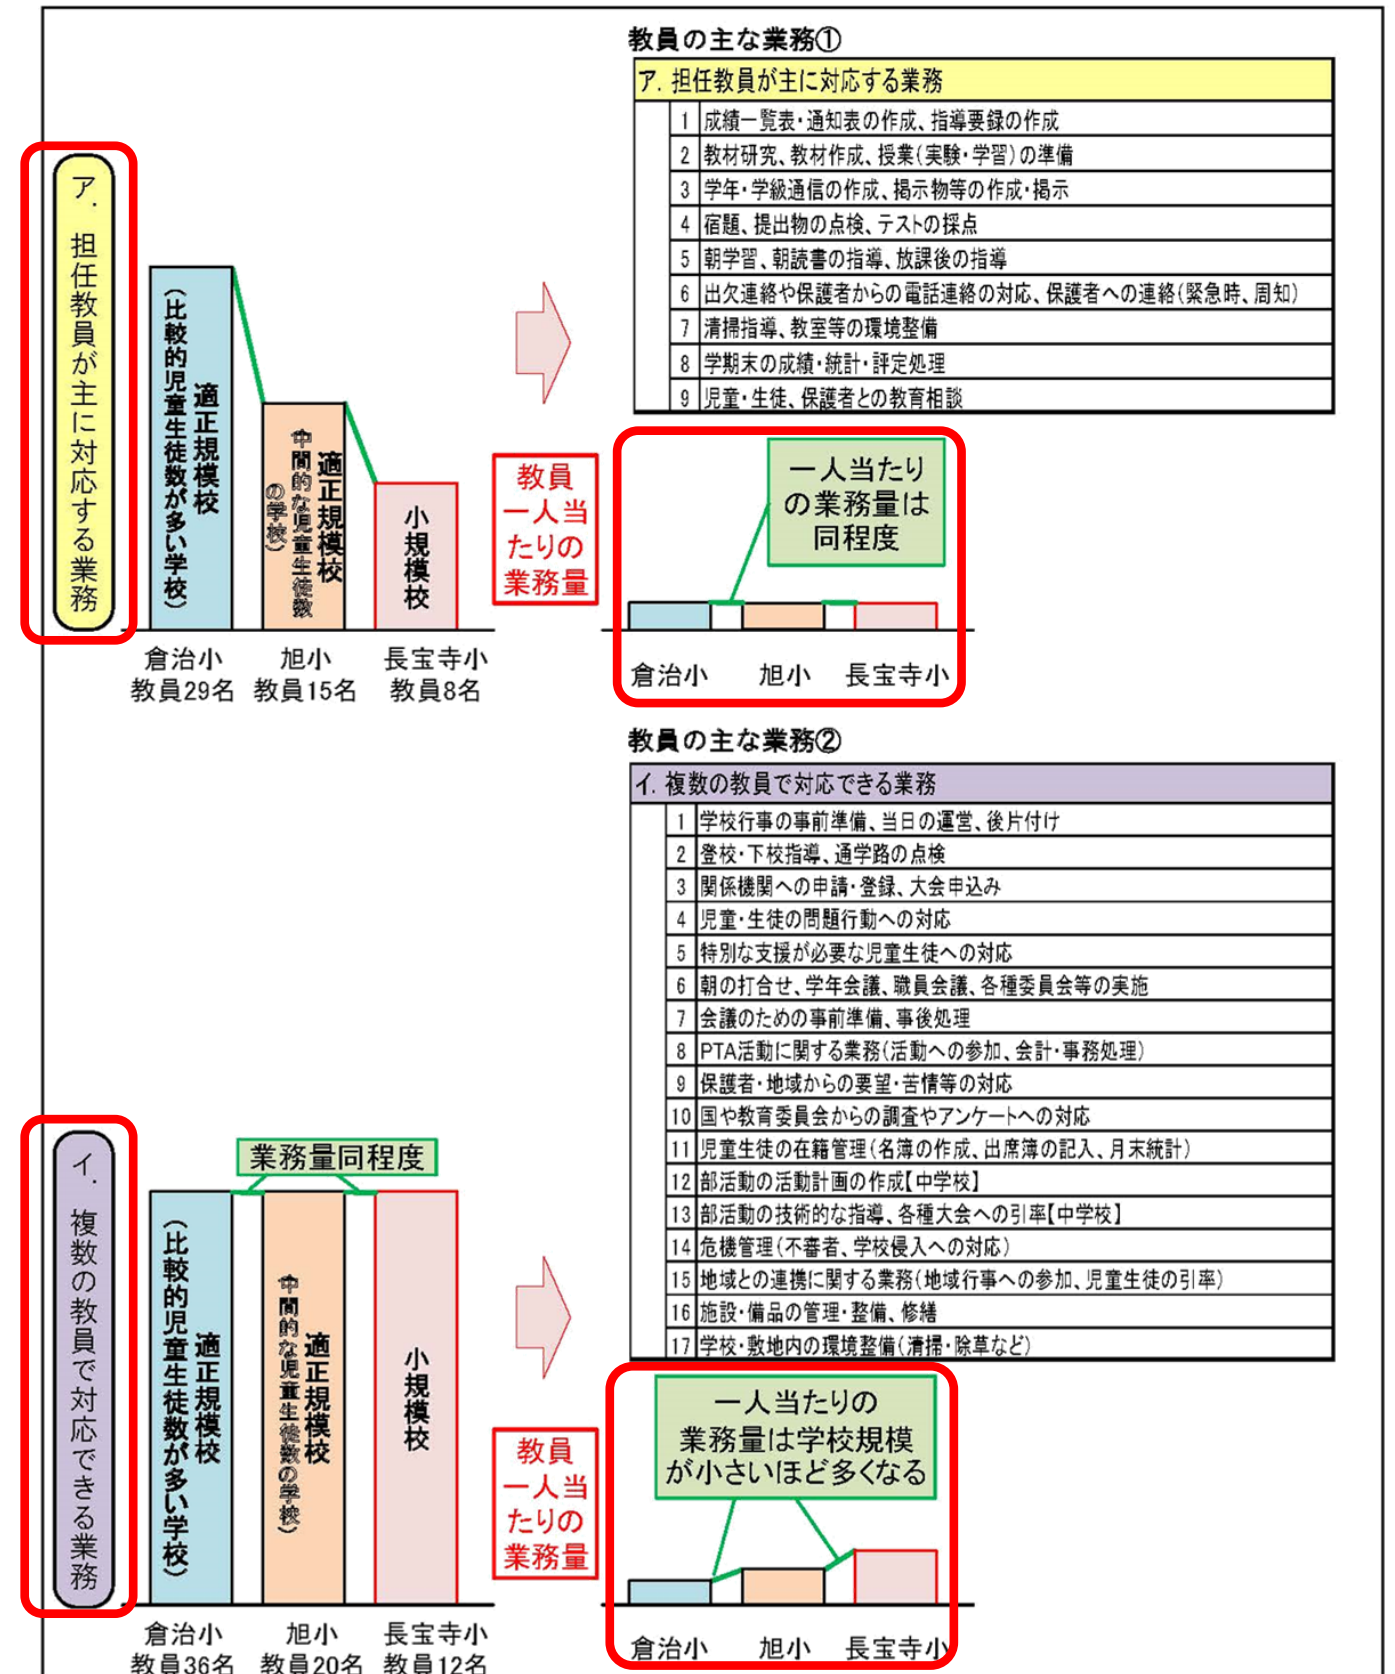 教員の主な業務①
ア. 担任教員が主に対応する業務
1 成績一覧表・通知表の作成、指導要録の作成
2 教材研究、教材作成、授業(実験・学習)の準備
3 学年・学級通信の作成、掲示物等の作成・掲示
4 宿題、提出物の点検、テストの採点
5 朝学習、朝読書の指導、放課後の指導
6 出欠連絡や保護者からの電話連絡の対応、保護者への連絡(緊急時、周知)
7 清掃指導、教室等の環境整備
8 学期末の成績・統計・評定処理
9 児童・生徒、保護者との教育相談
ア. 担任教員が主に対応する業務
適正規模校
(比較的児童生徒数が多い学校)
適正規模校
中間的な児童生徒数
の学校)
小規模校
倉治小
教員29名
旭小
教員15名
長宝寺小
教員8名
教員
一人当
たりの
業務量
一人当たり
の業務量は
同程度
倉治小
旭小
長宝寺小
教員の主な業務②
イ. 複数の教員で対応できる業務
1 学校行事の事前準備、当日の運営、後片付け
2 登校・下校指導、通学路の点検
3 関係機関への申請・登録、大会申込み
4 児童・生徒の問題行動への対応
5 特別な支援が必要な児童生徒への対応
6 朝の打合せ、学年会議、職員会議、各種委員会等の実施
7 会議のための事前準備、事後処理
8 PTA活動に関する業務(活動への参加、会計・事務処理)
9 保護者・地域からの要望・苦情等の対応
10 国や教育委員会からの調査やアンケートへの対応
11 児童生徒の在籍管理(名簿の作成、出席簿の記入、月末統計)
12 部活動の活動計画の作成【中学校】
13 部活動の技術的な指導、各種大会への引率【中学校】
14 危機管理(不審者、学校侵入への対応)
15 地域との連携に関する業務(地域行事への参加、児童生徒の引率)
16 施設・備品の管理・整備、修繕
17 学校・敷地内の環境整備(清掃・除草など)
イ. 複数の教員で対応できる業務
業務量同程度
適正規模校
(比較的児童生徒数が多い学校)
適正規模校
中間的な児童生徒数の学校)
小規模校
倉治小
教員36名
旭小
教員20名
長宝寺小
教員12名
教員
一人当
たりの
業務量
一人当たりの
業務量は学校規模
が小さいほど多くなる
倉治小
旭小
長宝寺小